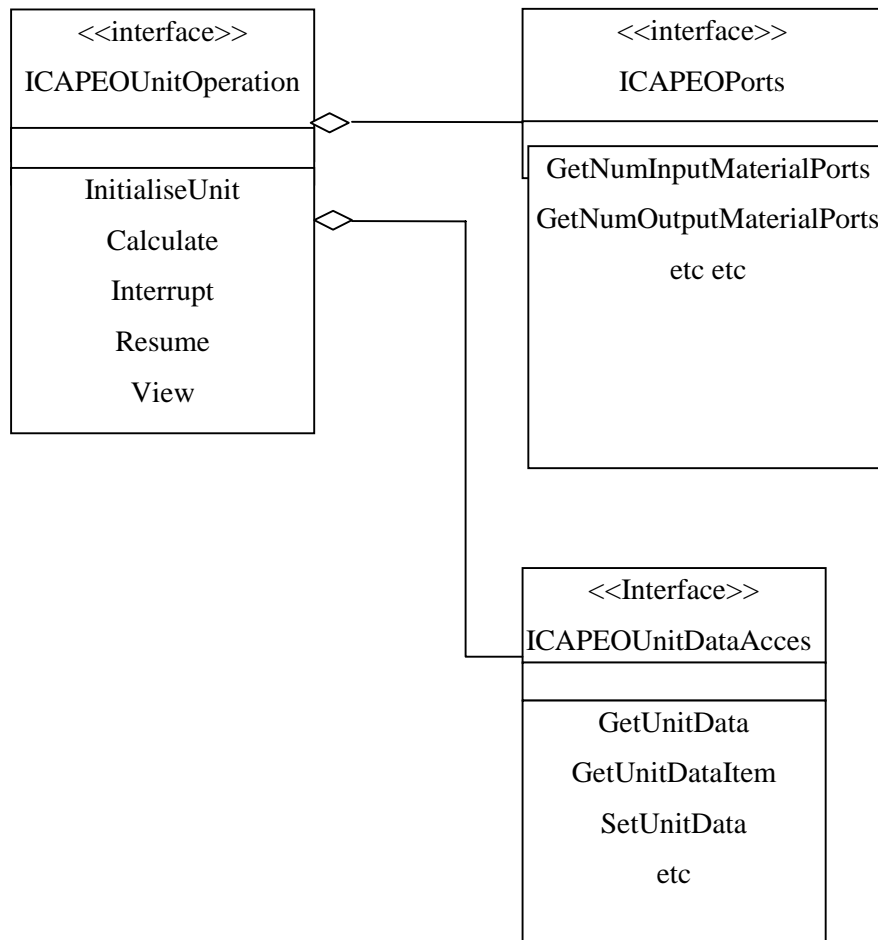 <<interface>>
ICAPEOUnitOperation
InitialiseUnit
Calculate
Interrupt
Resume
View
<<interface>>
ICAPEOPorts
GetNumInputMaterialPorts
GetNumOutputMaterialPorts
etc etc
<<Interface>>
ICAPEOUnitDataAcces
GetUnitData
GetUnitDataItem
SetUnitData
etc